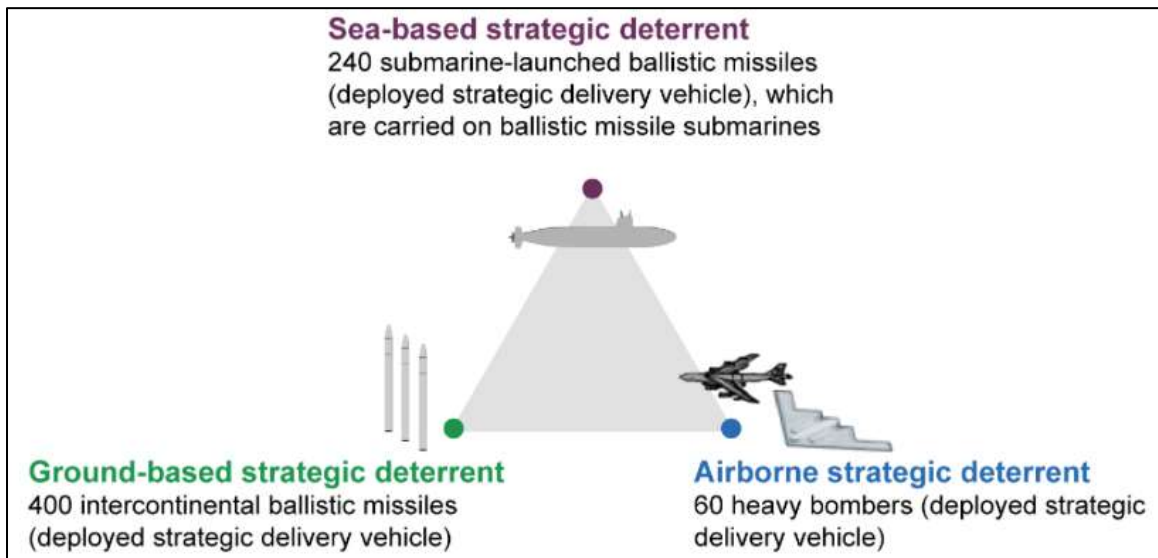 Sea-based strategic deterrent
240 submarine-launched ballistic missiles
(deployed strategic delivery vehicle), which
are carried on ballistic missile submarines
Ground-based strategic deterrent
400 intercontinental ballistic missiles
(deployed strategic delivery vehicle)
Airborne strategic deterrent
60 heavy bombers (deployed strategic
delivery vehicle)